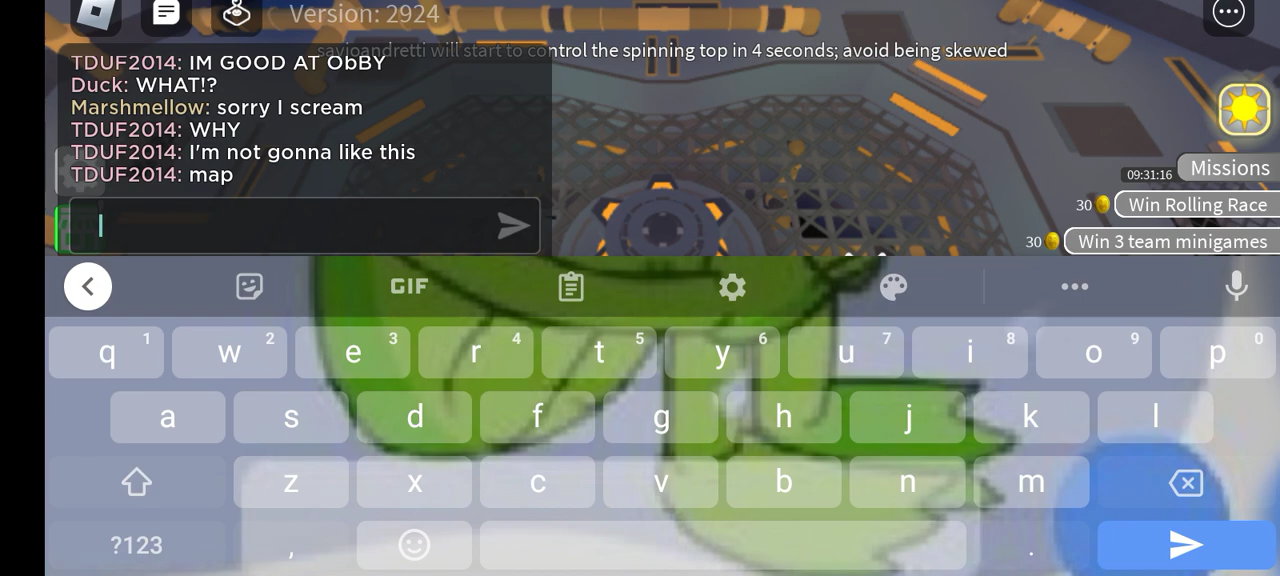 Version: 2924
savioandretti will start to control the spinning top in 4 seconds; avoid being skewed
TDUF2014: IM GOOD AT ObBY
Duck: WHAT!?
Marshmellow: sorry I scream
TDUF2014: WHY
TDUF2014: I'm not gonna like this
TDUF2014: map
09:31:16 Missions
30 Win Rolling Race
30 Win 3 team minigames
GIF
q 1 w 2 e 3 r 4 t 5 y 6 u 7 i 8 o 9 p 0
a s d f g h j k l
z x c v b n m
?123 , .